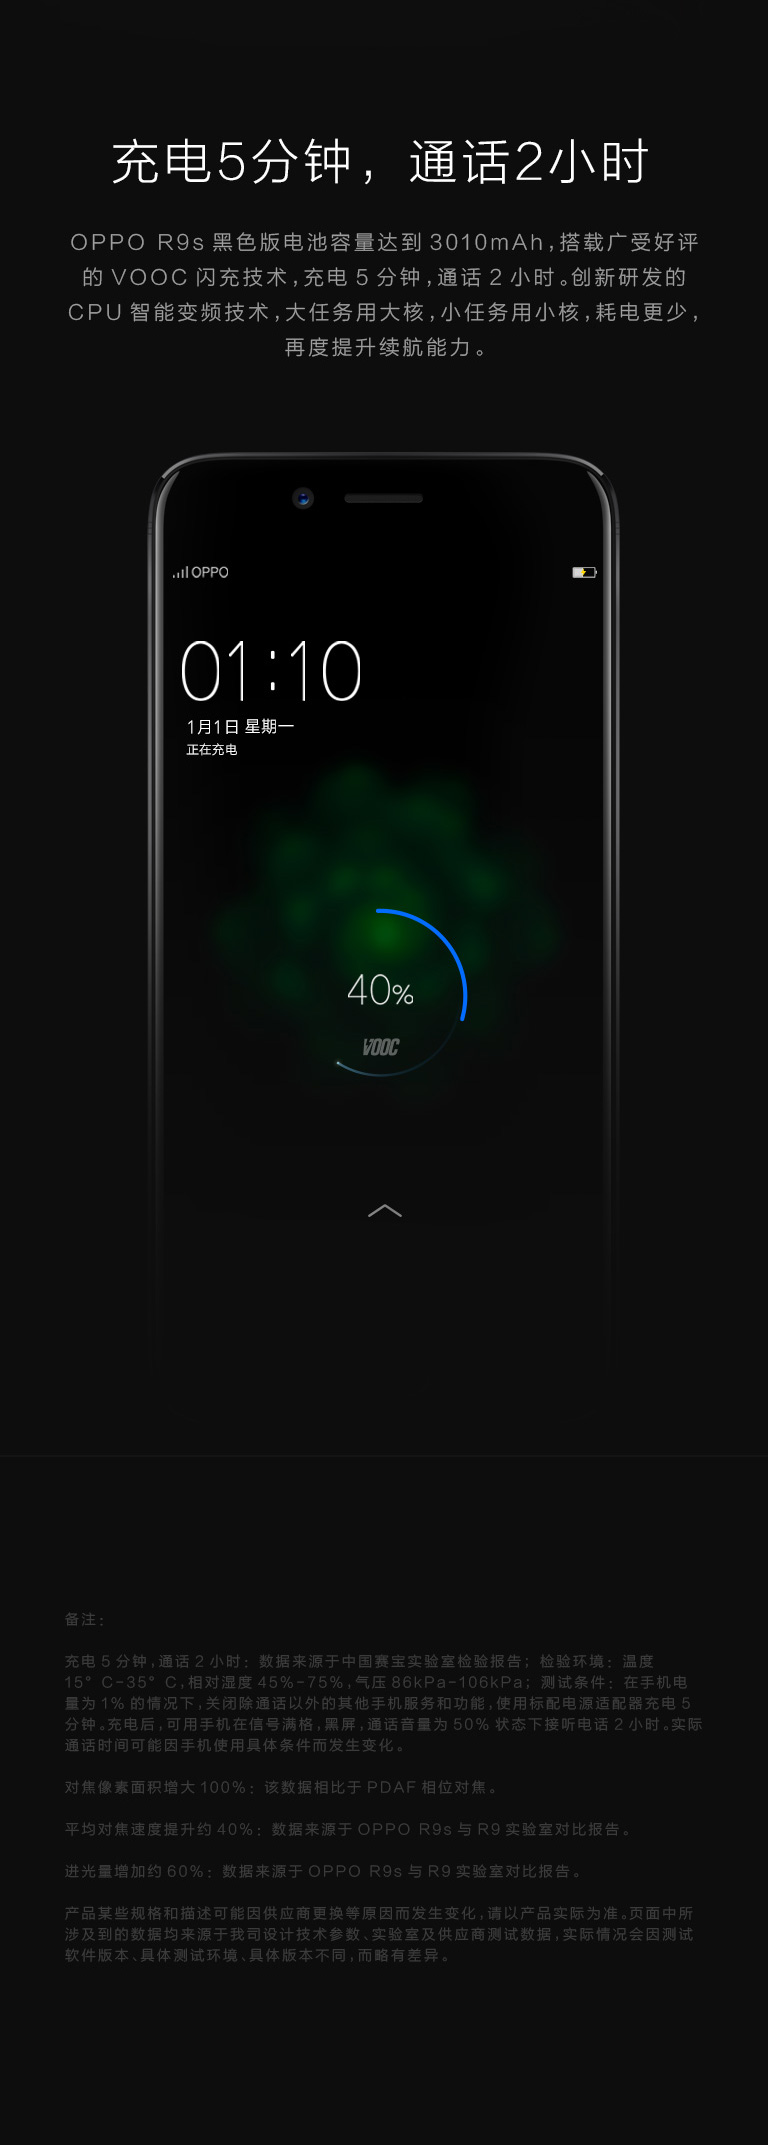 充电5分钟，通话2小时
OPPO R9s 黑色版电池容量达到 3010mAh，搭载广受好评
的 VOOC 闪充技术，充电 5 分钟，通话 2 小时。创新研发的
CPU 智能变频技术，大任务用大核，小任务用小核，耗电更少，
再度提升续航能力。
OPPO
01:10
1月1日 星期一
正在充电
40%
VOOC
备注：
充电 5 分钟，通话 2 小时：数据来源于中国赛宝实验室检验报告；检验环境：温度
15°C-35°C，相对湿度 45%-75%，气压 86kPa-106kPa；测试条件：在手机电
量为 1% 的情况下，关闭除通话以外的其他手机服务和功能，使用标配电源适配器充电 5
分钟。充电后，可用手机在信号满格，黑屏，通话音量为 50% 状态下接听电话 2 小时。实际
通话时间可能因手机使用具体条件而发生变化。
对焦像素面积增大 100%：该数据相比于 PDAF 相位对焦。
平均对焦速度提升约 40%：数据来源于 OPPO R9s 与 R9 实验室对比报告。
进光量增加约 60%：数据来源于 OPPO R9s 与 R9 实验室对比报告。
产品某些规格和描述可能因供应商更换等原因而发生变化，请以产品实际为准。页面中所
涉及到的数据均来源于我司设计技术参数、实验室及供应商测试数据，实际情况会因测试
软件版本、具体测试环境、具体版本不同，而略有差异。